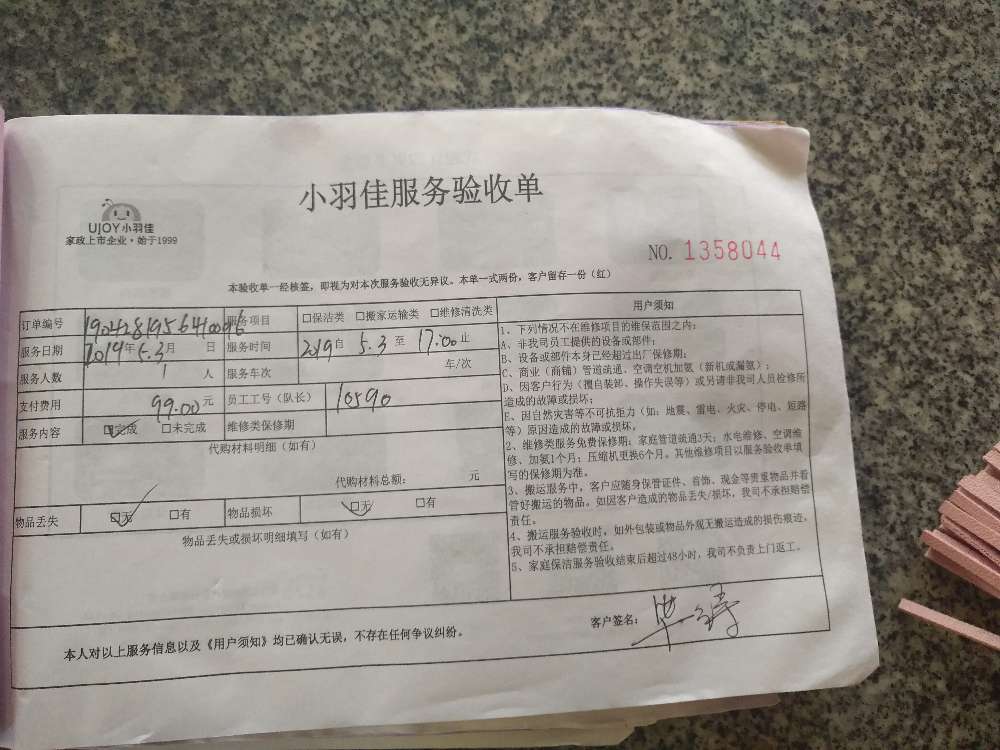 小羽佳服务验收单
UJOY小羽佳
家政上市企业·始于1999
NO. 1358044
本验收单一经核签，即视为对本次服务验收无异议。本单一式两份，客户留存一份（红）
订单编号 1904281956410096 服务项目 □保洁类 □搬家运输类 □维修清洗类
服务日期 2019年5.3月 日 服务时间 2019自 5.3 至 17:00止
服务人数 1 人 服务车次 车/次
支付费用 99.00元 员工工号（队长） 10590
服务内容 ☑完成 □未完成 维修类保修期
代购材料明细（如有）
代购材料总额： 元
物品丢失 ☑无 □有 物品损坏 ☑无 □有
物品丢失或损坏明细填写（如有）
用户须知
1、下列情况不在维修项目的维保范围之内：
A、非我司员工提供的设备或部件；
B、设备或部件本身已经超过出厂保修期；
C、商业（商铺）管道疏通、空调空机加氨（新机或漏氨）；
D、因客户行为（擅自装卸、操作失误等）或另请非我司人员检修所
造成的故障或损坏；
E、因自然灾害等不可抗拒力（如：地震、雷电、火灾、停电、短路
等）原因造成的故障或损坏，
2、维修类服务免费保修期：家庭管道疏通3天；水电维修、空调维
修、加氨1个月；压缩机更换6个月。其他维修项目以服务验收单填
写的保修期为准。
3、搬运服务中，客户应随身保管证件、首饰、现金等贵重物品并看
管好搬运的物品。如因客户造成的物品丢失/损坏，我司不承担赔偿
责任。
4、搬运服务验收时，如外包装或物品外观无搬运造成的损伤痕迹，
我司不承担赔偿责任。
5、家庭保洁服务验收结束后超过48小时，我司不负责上门返工。
本人对以上服务信息以及《用户须知》均已确认无误，不存在任何争议纠纷。
客户签名：